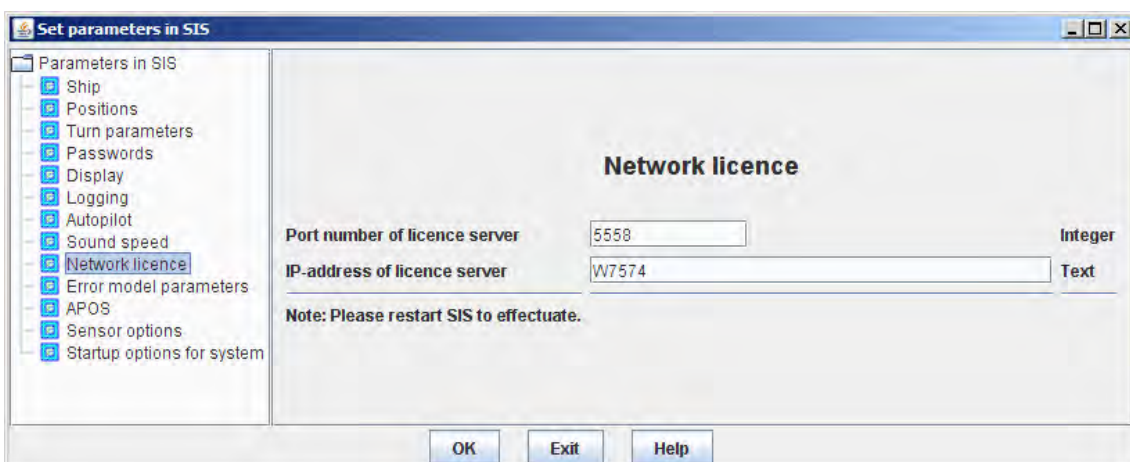 Set parameters in SIS
Parameters in SIS
Ship
Positions
Turn parameters
Passwords
Display
Logging
Autopilot
Sound speed
Network licence
Error model parameters
APOS
Sensor options
Startup options for system
Network licence
Port number of licence server 5558 Integer
IP-address of licence server W7574 Text
Note: Please restart SIS to effectuate.
OK Exit Help